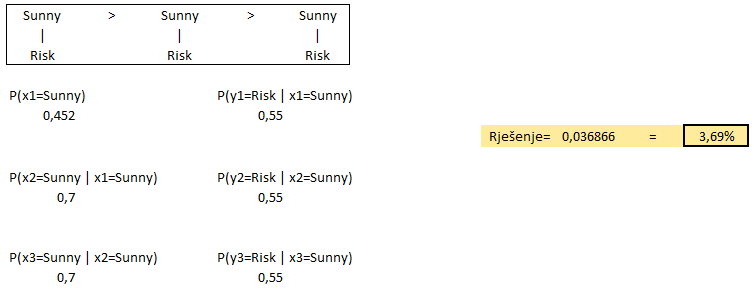 Sunny > Sunny > Sunny
| | |
Risk Risk Risk
P(x1=Sunny) P(y1=Risk | x1=Sunny)
0,452 0,55
Rješenje= 0,036866 = 3,69%
P(x2=Sunny | x1=Sunny) P(y2=Risk | x2=Sunny)
0,7 0,55
P(x3=Sunny | x2=Sunny) P(y3=Risk | x3=Sunny)
0,7 0,55